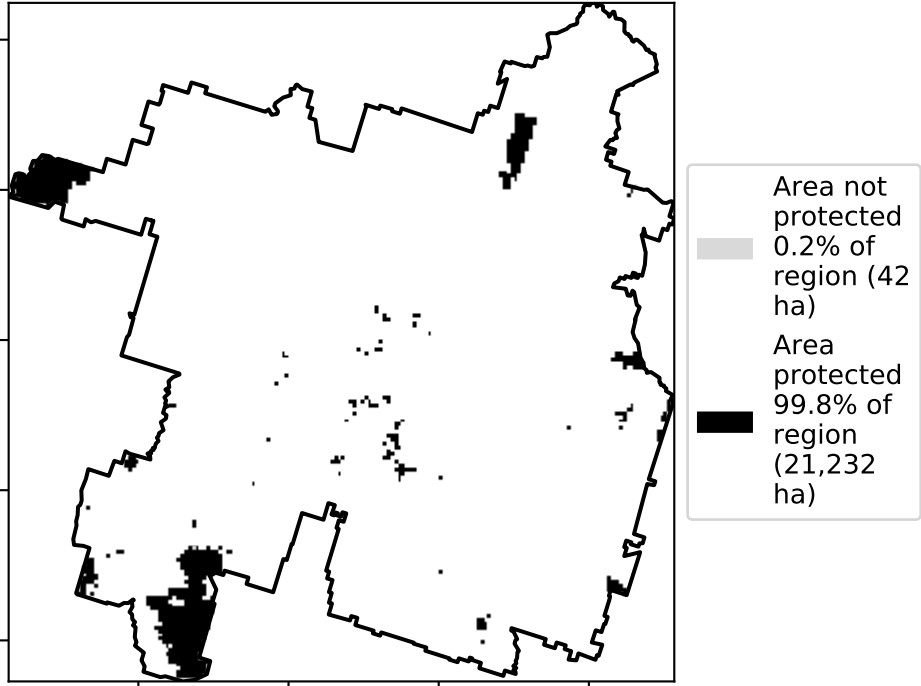 Area not
protected
0.2% of
region (42
ha)
Area
protected
99.8% of
region
(21,232
ha)